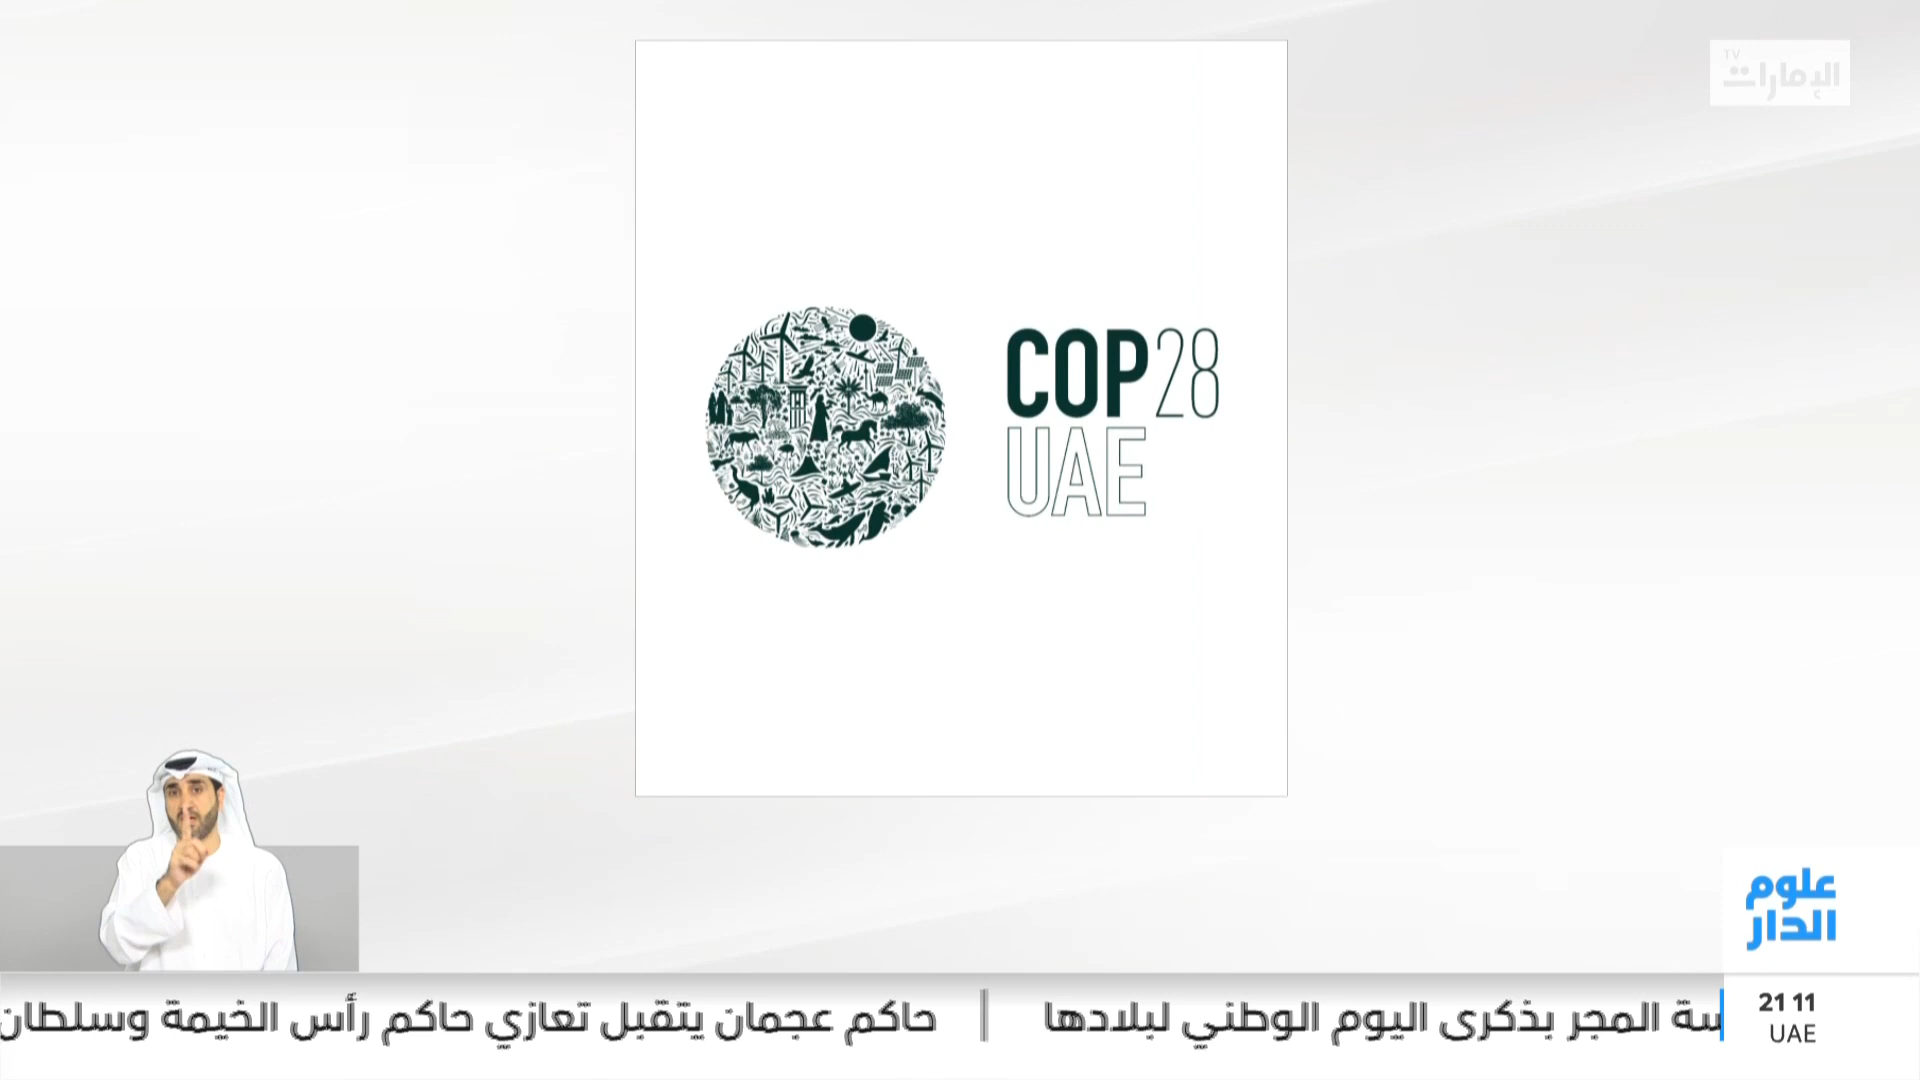 الإمارات
TV
COP28
UAE
علوم
الدار
المجر بذكرى اليوم الوطني لبلادها | حاكم عجمان يتقبل تعازي حاكم رأس الخيمة وسلطان
21 11
UAE